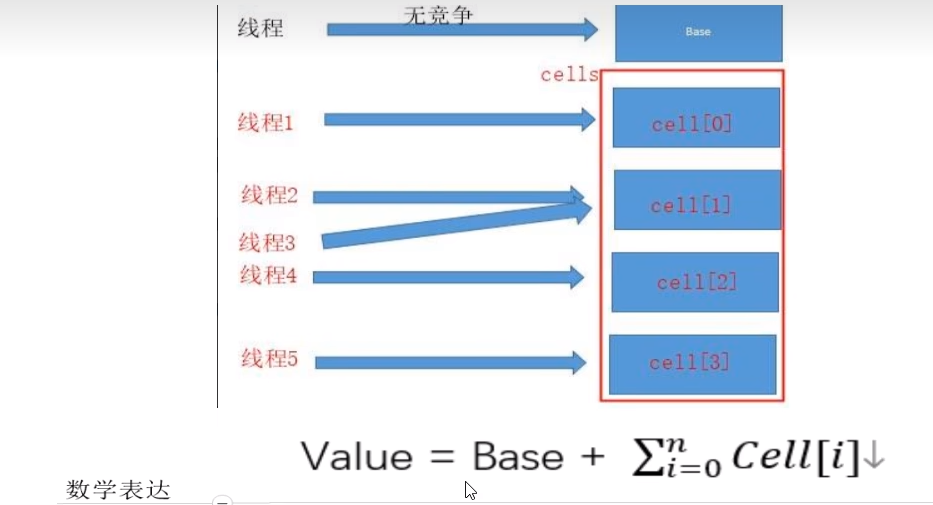 线程 无竞争 Base
cells
线程1 cell[0]
线程2 cell[1]
线程3
线程4 cell[2]
线程5 cell[3]
Value = Base + ∑ⁿᵢ₌₀ Cell[i]↓
数学表达